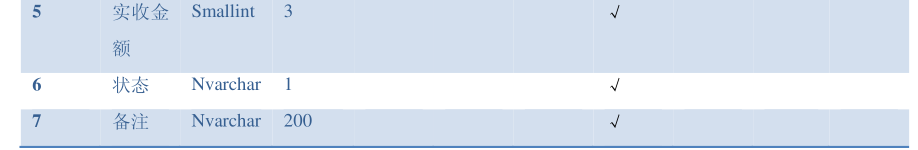 5 实收金 Smallint 3 √
额
6 状态 Nvarchar 1 √
7 备注 Nvarchar 200 √